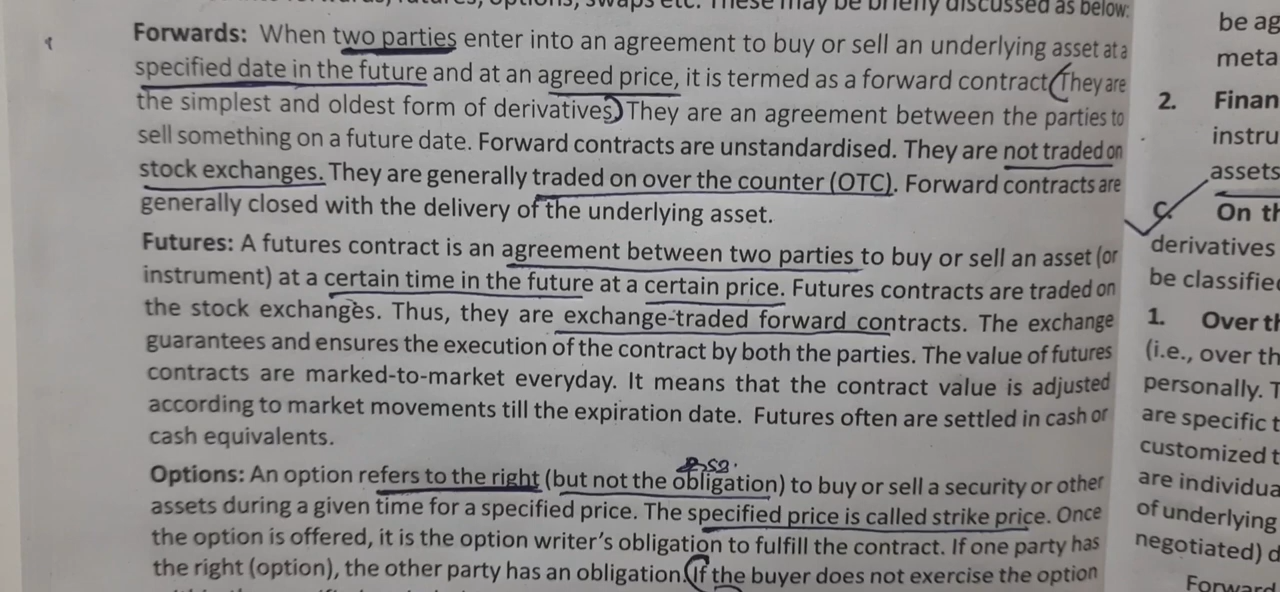 swaps etc. These may be briefly discussed as below:
Forwards: When two parties enter into an agreement to buy or sell an underlying asset at a
specified date in the future and at an agreed price, it is termed as a forward contract. They are
the simplest and oldest form of derivatives. They are an agreement between the parties to
sell something on a future date. Forward contracts are unstandardised. They are not traded on
stock exchanges. They are generally traded on over the counter (OTC). Forward contracts are
generally closed with the delivery of the underlying asset.
Futures: A futures contract is an agreement between two parties to buy or sell an asset (or
instrument) at a certain time in the future at a certain price. Futures contracts are traded on
the stock exchanges. Thus, they are exchange-traded forward contracts. The exchange
guarantees and ensures the execution of the contract by both the parties. The value of futures
contracts are marked-to-market everyday. It means that the contract value is adjusted
according to market movements till the expiration date. Futures often are settled in cash or
cash equivalents.
Options: An option refers to the right (but not the obligation) to buy or sell a security or other
assets during a given time for a specified price. The specified price is called strike price. Once
the option is offered, it is the option writer's obligation to fulfill the contract. If one party has
the right (option), the other party has an obligation. If the buyer does not exercise the option
be ag
meta
2. Finan
instru
assets
C. On th
derivatives
be classified
1. Over th
(i.e., over th
personally. T
are specific t
customized t
are individua
of underlying
negotiated) d
Forward